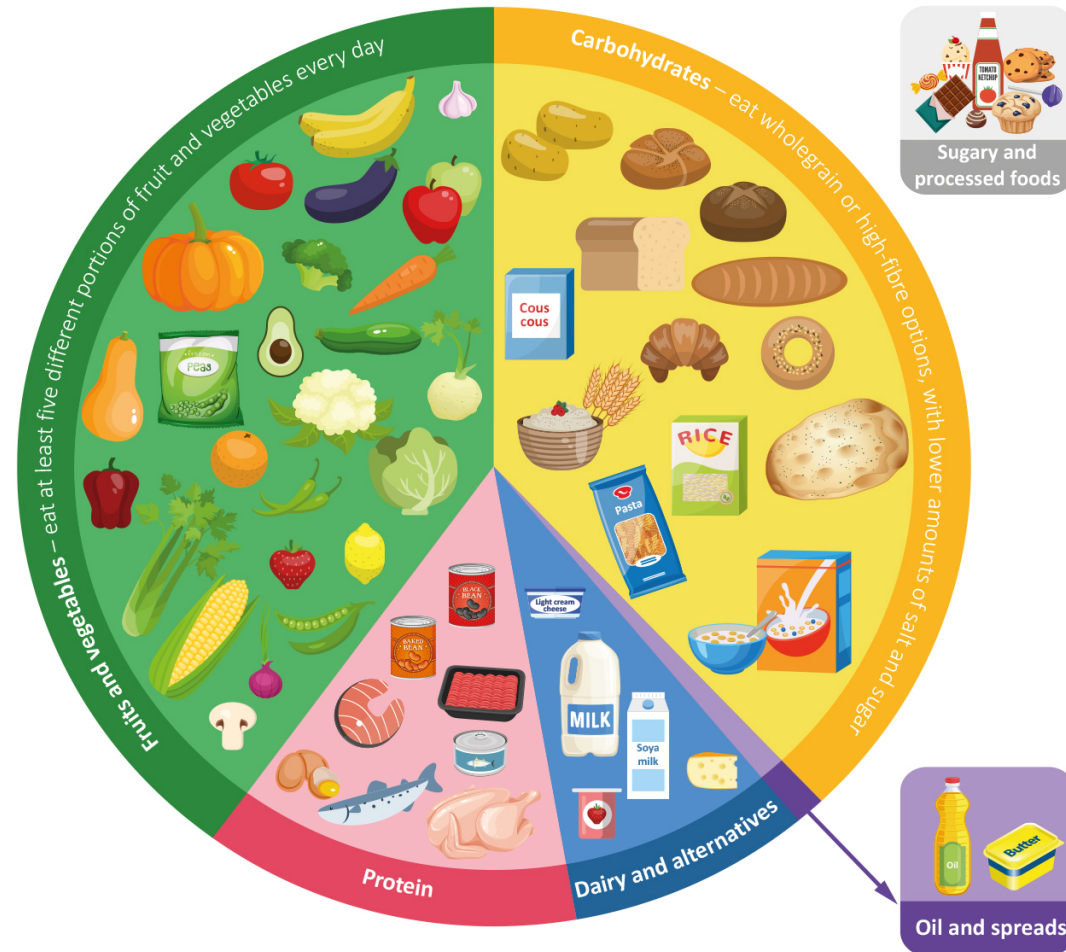 Fruits and vegetables – eat at least five different portions of fruit and vegetables every day
Carbohydrates – eat wholegrain or high-fibre options, with lower amounts of salt and sugar
TOMATO
KETCHUP
Sugary and
processed foods
Cous
cous
Peas
RICE
Pasta
BLACK
BEAN
BAKED
BEAN
Light cream
cheese
MILK
Soya
milk
Protein
Dairy and alternatives
Oil
Butter
Oil and spreads